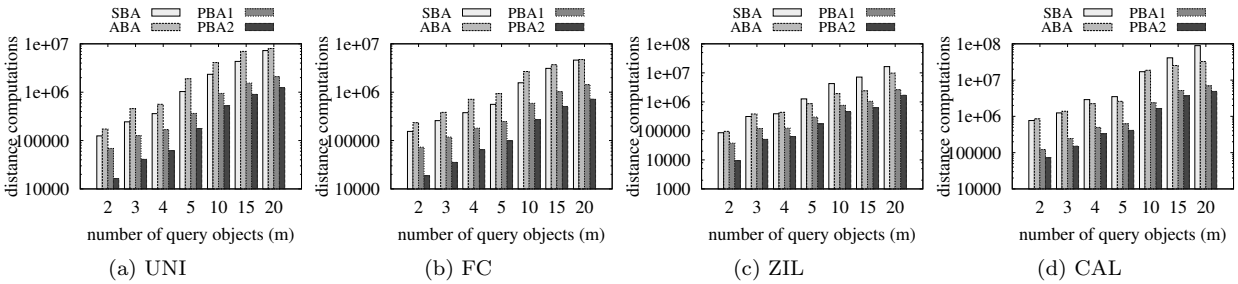 SBA PBA1
ABA PBA2
1e+07
1e+06
100000
10000
distance computations
2 3 4 5 10 15 20
number of query objects (m)
(a) UNI
SBA PBA1
ABA PBA2
1e+07
1e+06
100000
10000
distance computations
2 3 4 5 10 15 20
number of query objects (m)
(b) FC
SBA PBA1
ABA PBA2
1e+08
1e+07
1e+06
100000
10000
1000
distance computations
2 3 4 5 10 15 20
number of query objects (m)
(c) ZIL
SBA PBA1
ABA PBA2
1e+08
1e+07
1e+06
100000
10000
distance computations
2 3 4 5 10 15 20
number of query objects (m)
(d) CAL